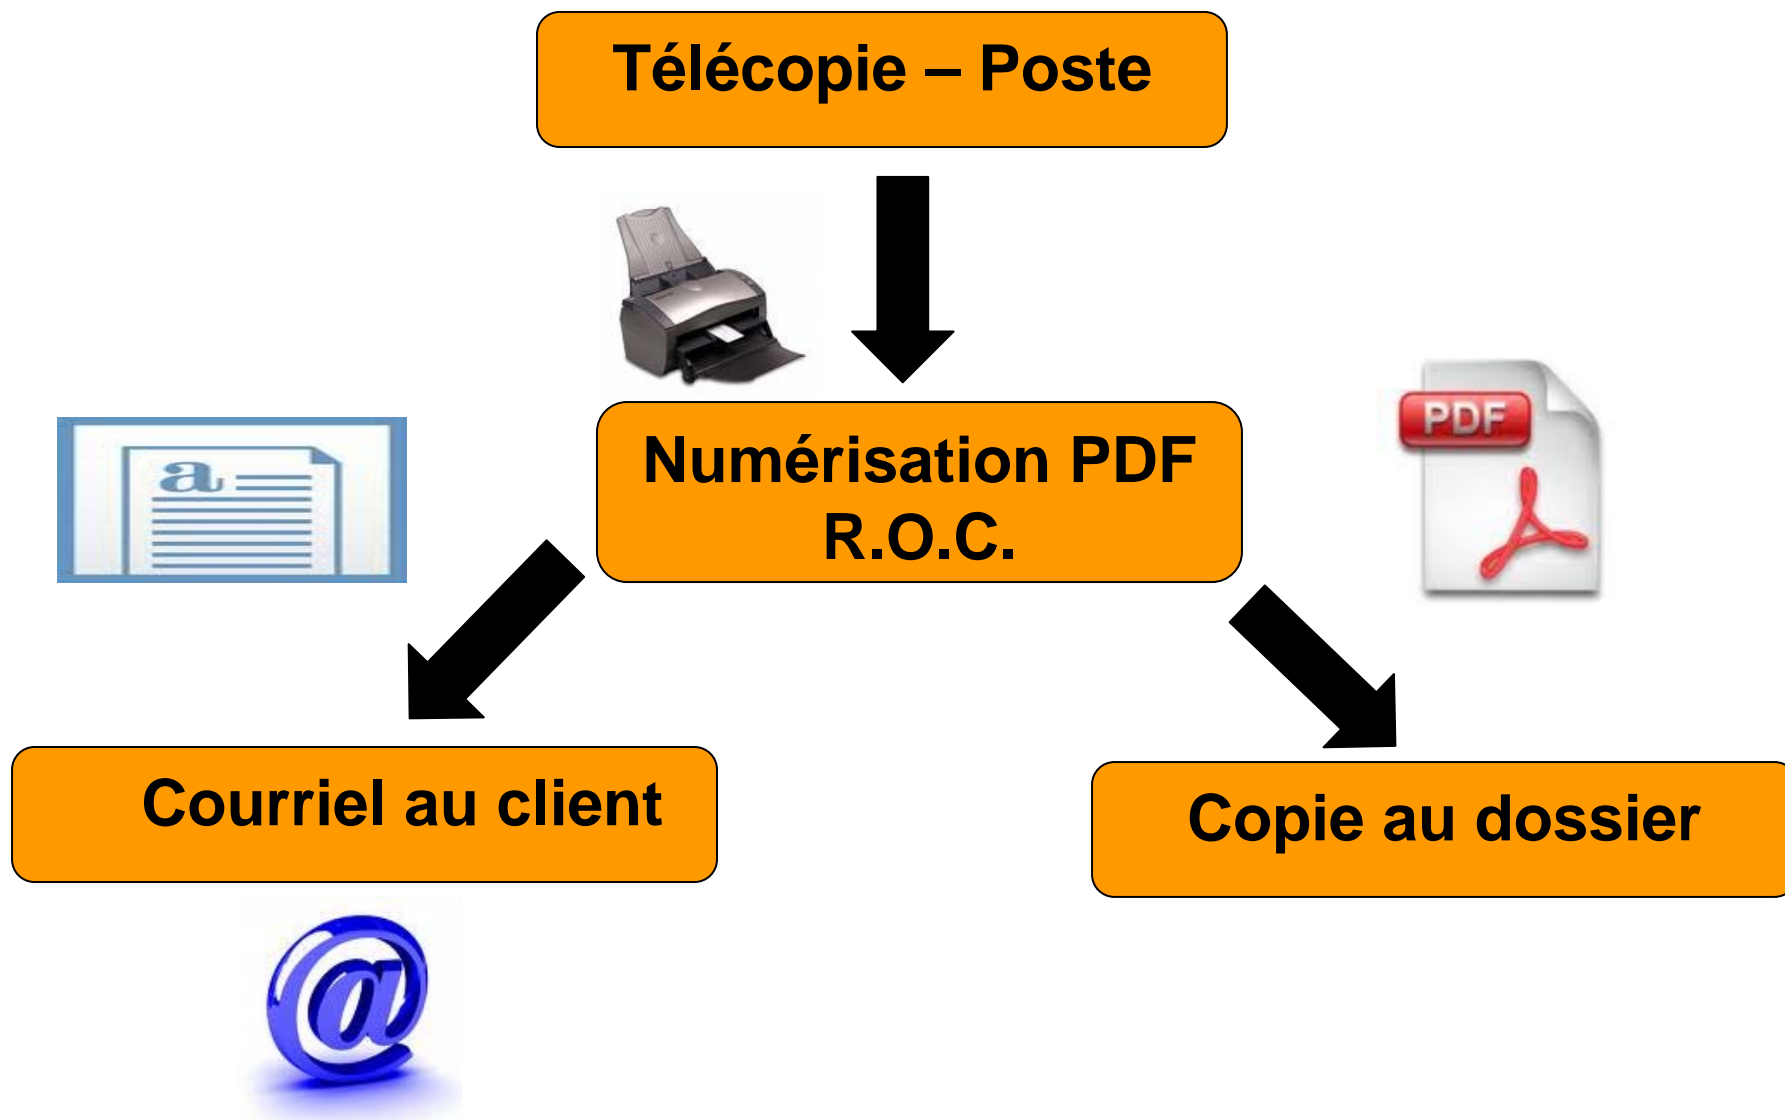 Télécopie – Poste
Numérisation PDF
R.O.C.
PDF
a
Courriel au client
Copie au dossier
@